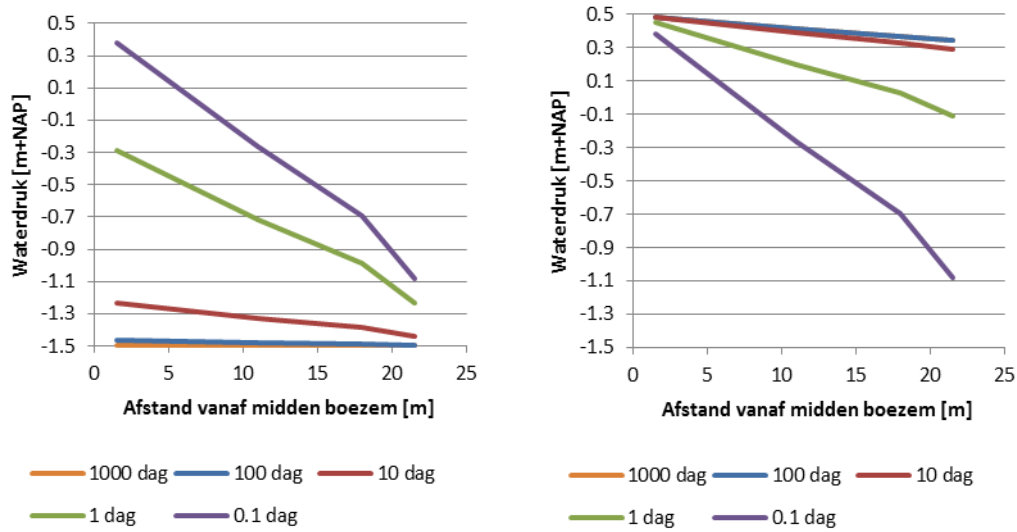 0.5
0.3
0.1
-0.1
-0.3
-0.5
-0.7
-0.9
-1.1
-1.3
-1.5
Waterdruk [m+NAP]
0 5 10 15 20 25
Afstand vanaf midden boezem [m]
1000 dag 100 dag 10 dag
1 dag 0.1 dag
0.5
0.3
0.1
-0.1
-0.3
-0.5
-0.7
-0.9
-1.1
-1.3
-1.5
Waterdruk [m+NAP]
0 5 10 15 20 25
Afstand vanaf midden boezem [m]
1000 dag 100 dag 10 dag
1 dag 0.1 dag